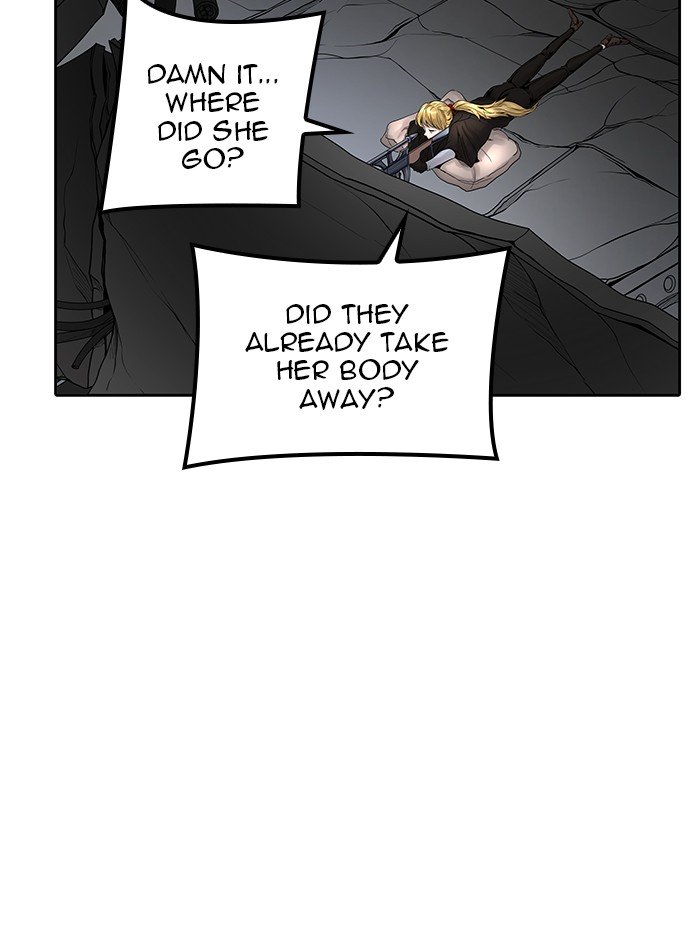 DAMN IT...
WHERE
DID SHE
GO?
DID THEY
ALREADY TAKE
HER BODY
AWAY?